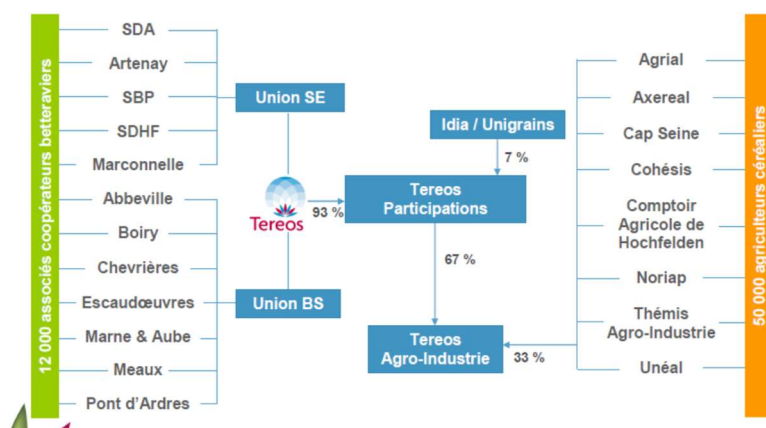 12 000 associés coopérateurs betteraviers
SDA
Artenay
SBP
SDHF
Marconnelle
Abbeville
Boiry
Chevrières
Escaudœuvres
Marne & Aube
Meaux
Pont d'Ardres
Union SE
Tereos
Union BS
93 %
Idia / Unigrains
7 %
Tereos
Participations
67 %
Tereos
Agro-Industrie
33 %
Agrial
Axereal
Cap Seine
Cohésis
Comptoir
Agricole de
Hochfelden
Noriap
Thémis
Agro-Industrie
Unéal
50 000 agriculteurs céréaliers